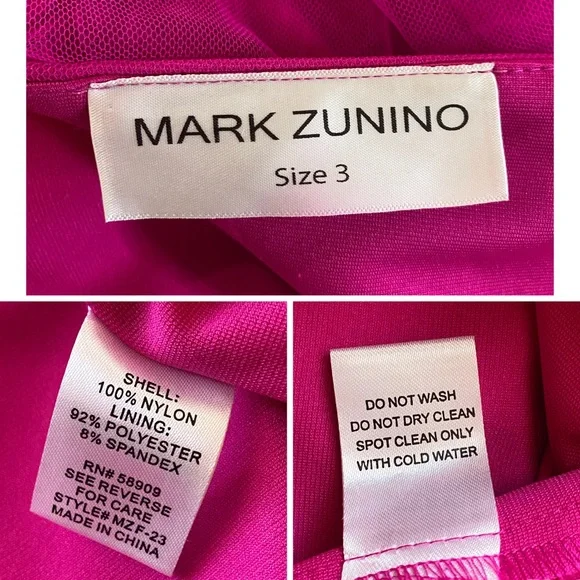 MARK ZUNINO
Size 3
SHELL:
100% NYLON
LINING:
92% POLYESTER
8% SPANDEX
RN# 58909
SEE REVERSE
FOR CARE
STYLE# MZF-23
MADE IN CHINA
DO NOT WASH
DO NOT DRY CLEAN
SPOT CLEAN ONLY
WITH COLD WATER